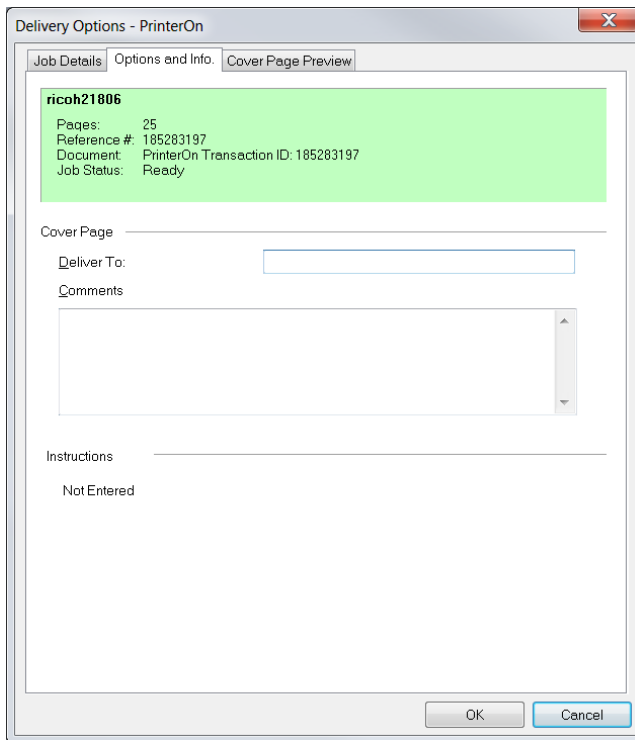 Delivery Options - PrinterOn
Job Details Options and Info. Cover Page Preview
ricoh21806
Pages: 25
Reference #: 185283197
Document: PrinterOn Transaction ID: 185283197
Job Status: Ready
Cover Page
Deliver To:
Comments
Instructions
Not Entered
OK Cancel